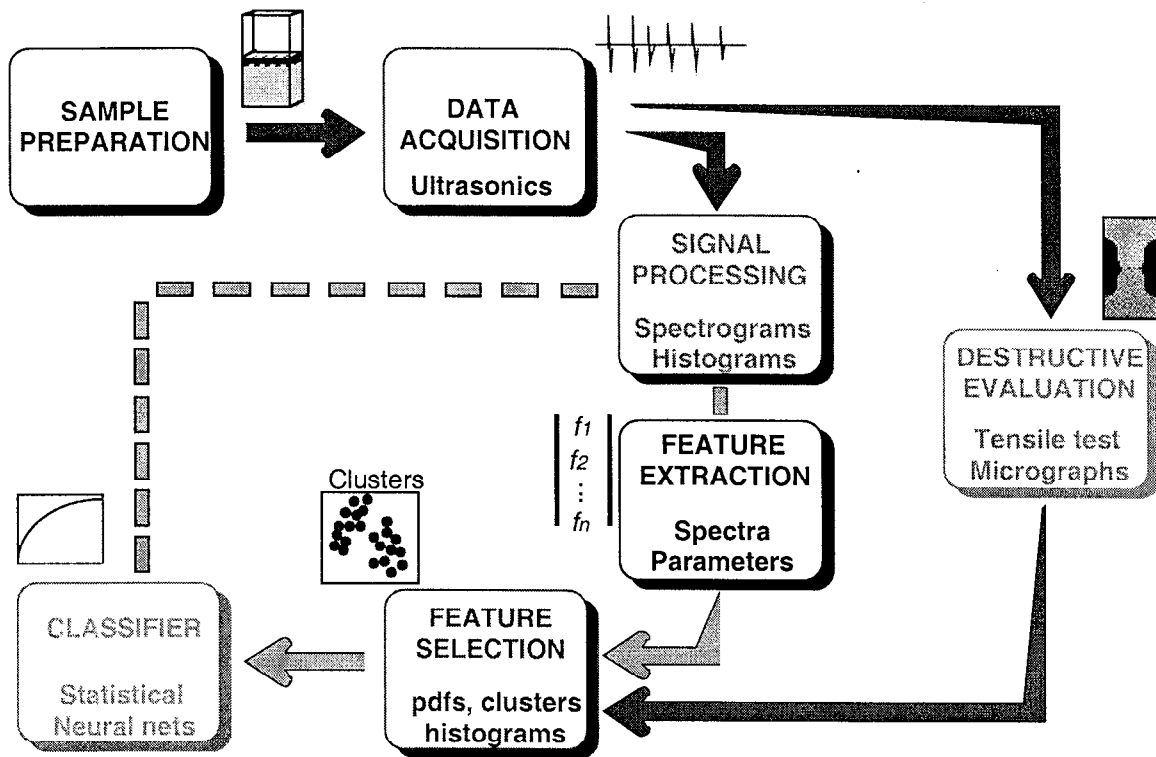 SAMPLE
PREPARATION
DATA
ACQUISITION
Ultrasonics
SIGNAL
PROCESSING
Spectrograms
Histograms
DESTRUCTIVE
EVALUATION
Tensile test
Micrographs
f1
f2
⋮
fn
FEATURE
EXTRACTION
Spectra
Parameters
Clusters
FEATURE
SELECTION
pdfs, clusters
histograms
CLASSIFIER
Statistical
Neural nets